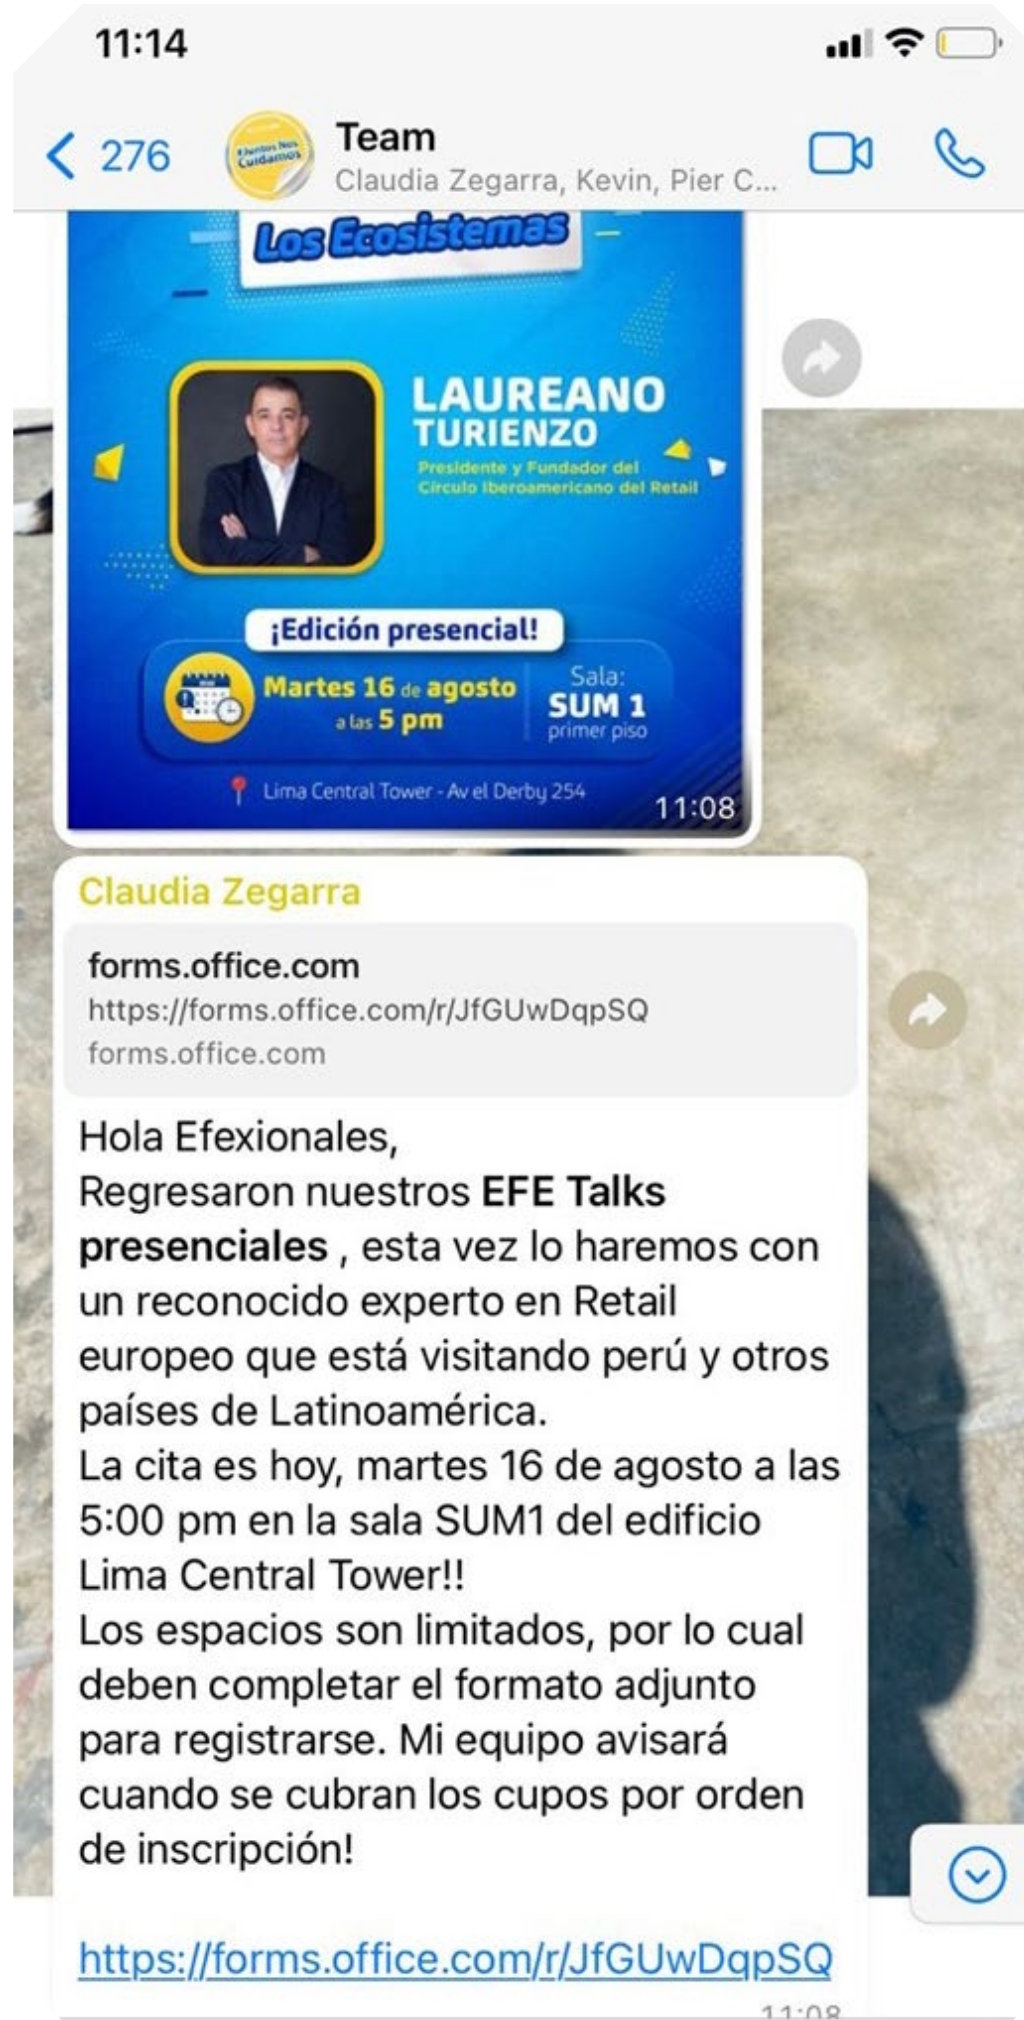 11:14
276
#Juntos Nos
Cuidamos
Team
Claudia Zegarra, Kevin, Pier C...
Los Ecosistemas
LAUREANO
TURIENZO
Presidente y Fundador del
Círculo Iberoamericano del Retail
¡Edición presencial!
Martes 16 de agosto
a las 5 pm
Sala:
SUM 1
primer piso
Lima Central Tower - Av el Derby 254
11:08
Claudia Zegarra
forms.office.com
https://forms.office.com/r/JfGUwDqpSQ
forms.office.com
Hola Efexionales,
Regresaron nuestros EFE Talks
presenciales , esta vez lo haremos con
un reconocido experto en Retail
europeo que está visitando perú y otros
países de Latinoamérica.
La cita es hoy, martes 16 de agosto a las
5:00 pm en la sala SUM1 del edificio
Lima Central Tower!!
Los espacios son limitados, por lo cual
deben completar el formato adjunto
para registrarse. Mi equipo avisará
cuando se cubran los cupos por orden
de inscripción!
https://forms.office.com/r/JfGUwDqpSQ
11:08